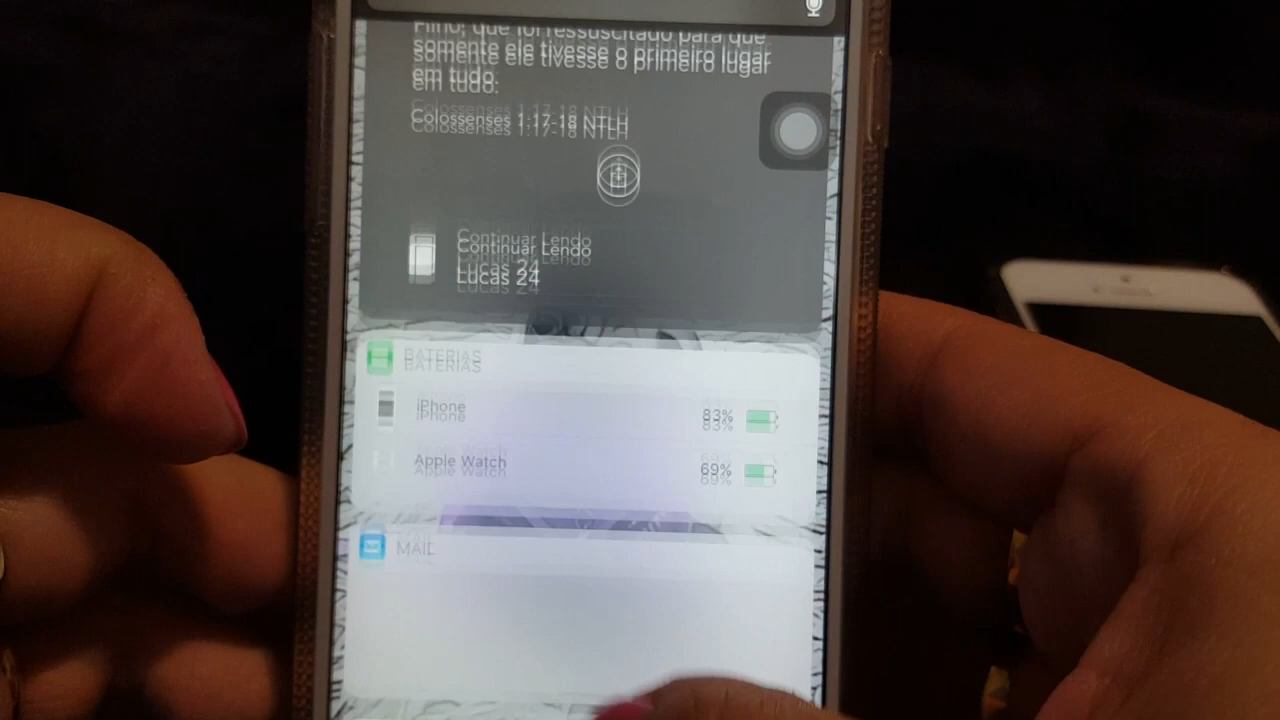 Filho, que foi ressuscitado para que
somente ele tivesse o primeiro lugar
em tudo.
Colossenses 1:17-18 NTLH
Continuar Lendo
Lucas 24
BATERIAS
iPhone 83%
Apple Watch 69%
MAIL